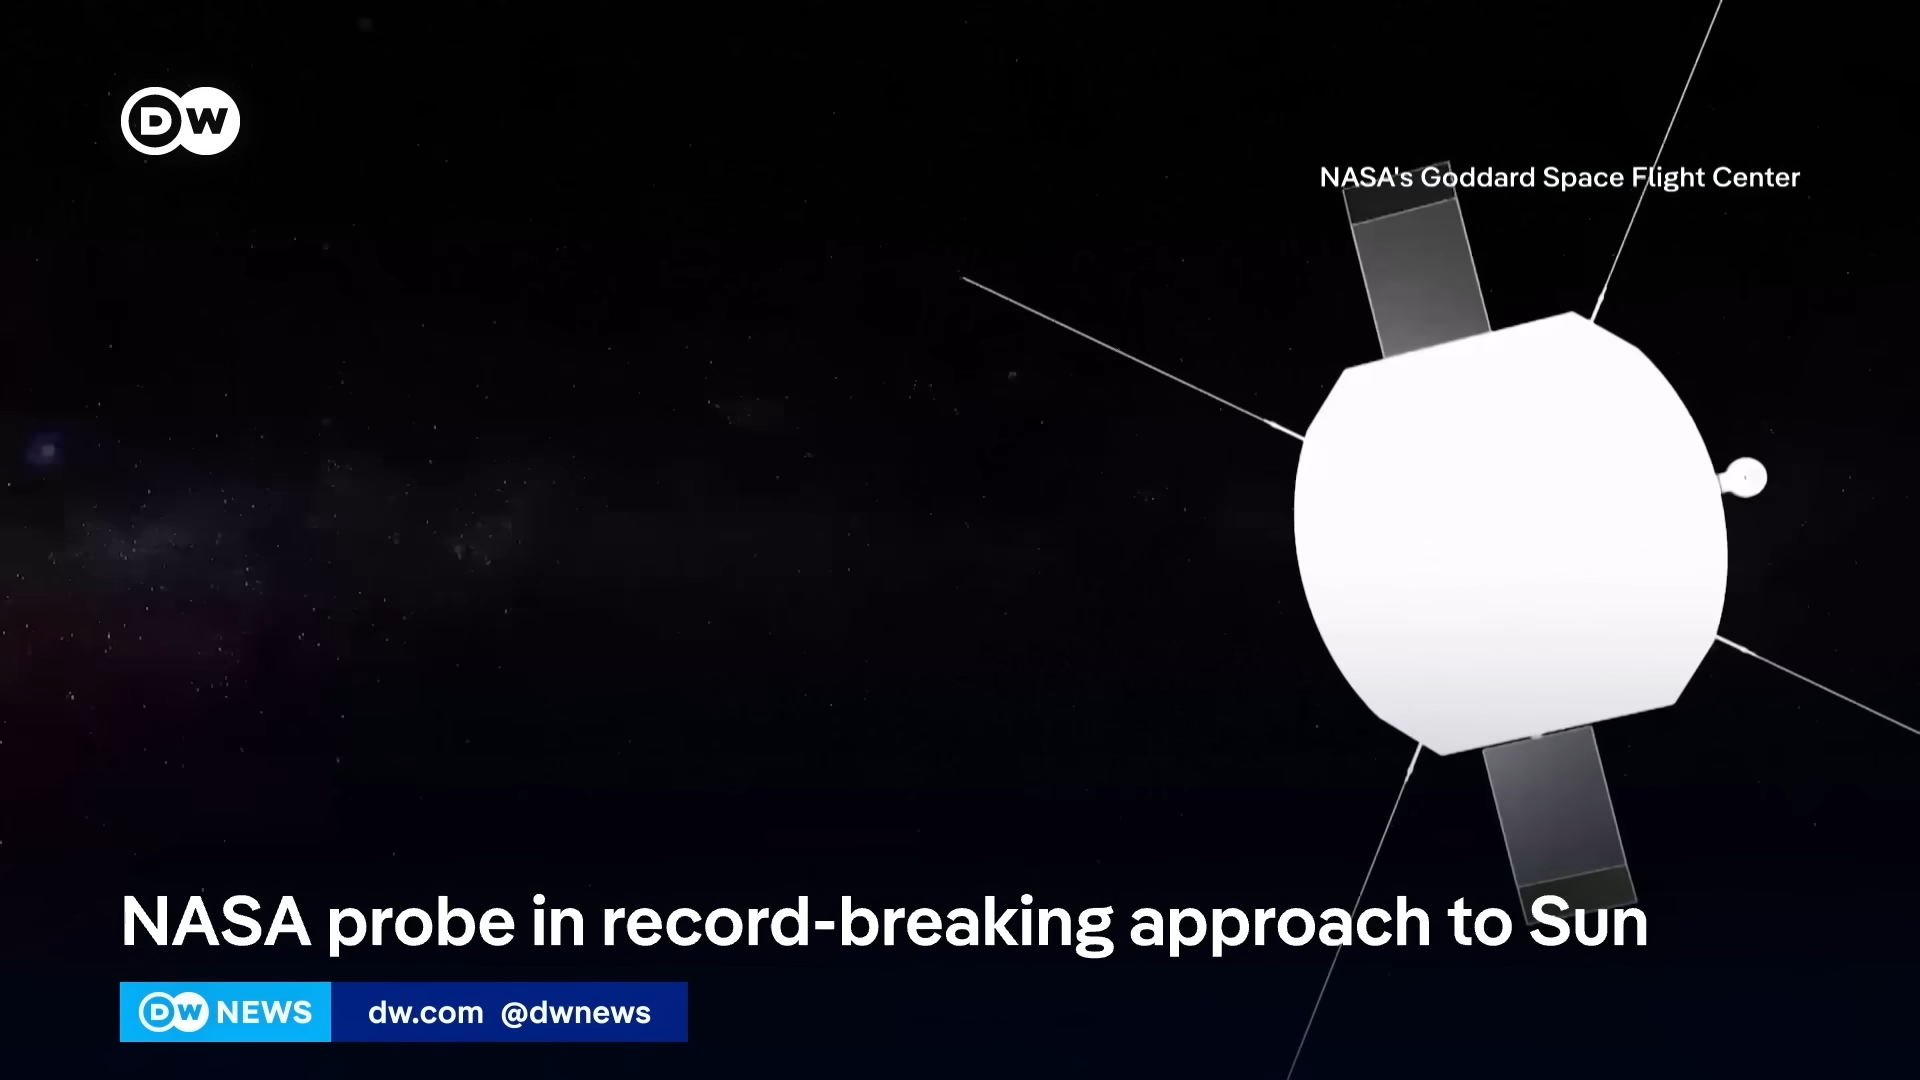 DW
NASA's Goddard Space Flight Center
NASA probe in record-breaking approach to Sun
DW NEWS dw.com @dwnews